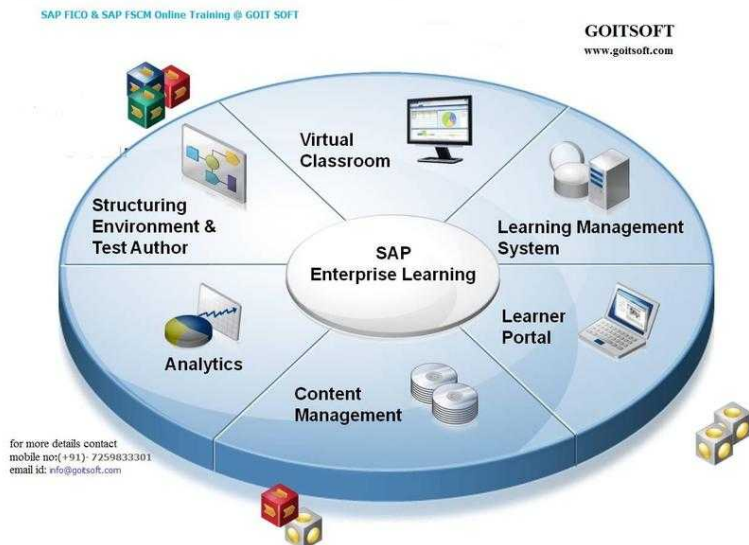 SAP FICO & SAP FSCM Online Training @ GOIT SOFT
GOITSOFT
www.goitsoft.com
Virtual
Classroom
Structuring
Environment &
Test Author
Learning Management
System
SAP
Enterprise Learning
Learner
Portal
Analytics
Content
Management
for more details contact
mobile no:(+91)- 7259833301
email id: info@goitsoft.com